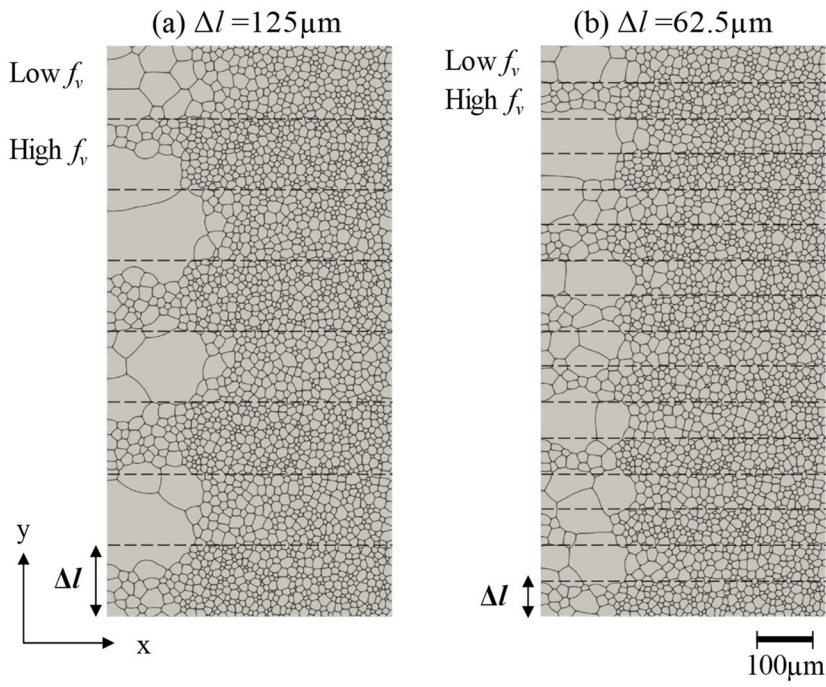 (a) Δl =125μm
(b) Δl =62.5μm
Low fv
High fv
Low fv
High fv
y
Δl
x
Δl
100μm